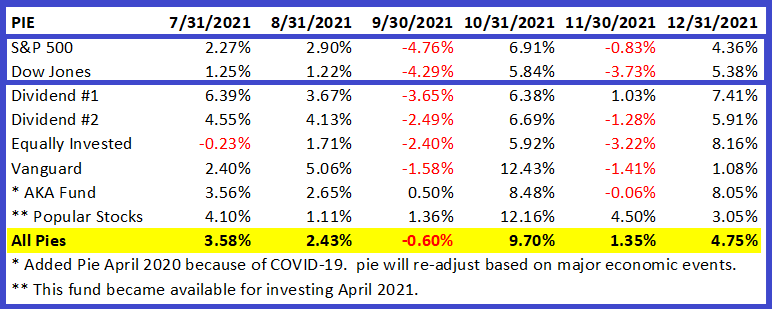 PIE 7/31/2021 8/31/2021 9/30/2021 10/31/2021 11/30/2021 12/31/2021
S&P 500 2.27% 2.90% -4.76% 6.91% -0.83% 4.36%
Dow Jones 1.25% 1.22% -4.29% 5.84% -3.73% 5.38%
Dividend #1 6.39% 3.67% -3.65% 6.38% 1.03% 7.41%
Dividend #2 4.55% 4.13% -2.49% 6.69% -1.28% 5.91%
Equally Invested -0.23% 1.71% -2.40% 5.92% -3.22% 8.16%
Vanguard 2.40% 5.06% -1.58% 12.43% -1.41% 1.08%
* AKA Fund 3.56% 2.65% 0.50% 8.48% -0.06% 8.05%
** Popular Stocks 4.10% 1.11% 1.36% 12.16% 4.50% 3.05%
All Pies 3.58% 2.43% -0.60% 9.70% 1.35% 4.75%
* Added Pie April 2020 because of COVID-19.  pie will re-adjust based on major economic events.
** This fund became available for investing April 2021.